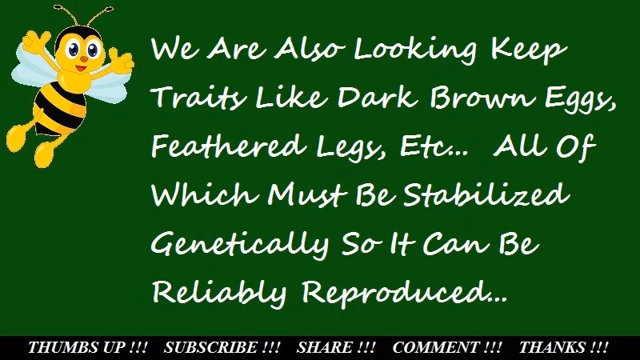 We Are Also Looking Keep
Traits Like Dark Brown Eggs,
Feathered Legs, Etc... All Of
Which Must Be Stabilized
Genetically So It Can Be
Reliably Reproduced...
THUMBS UP !!! SUBSCRIBE !!! SHARE !!! COMMENT !!! THANKS !!!